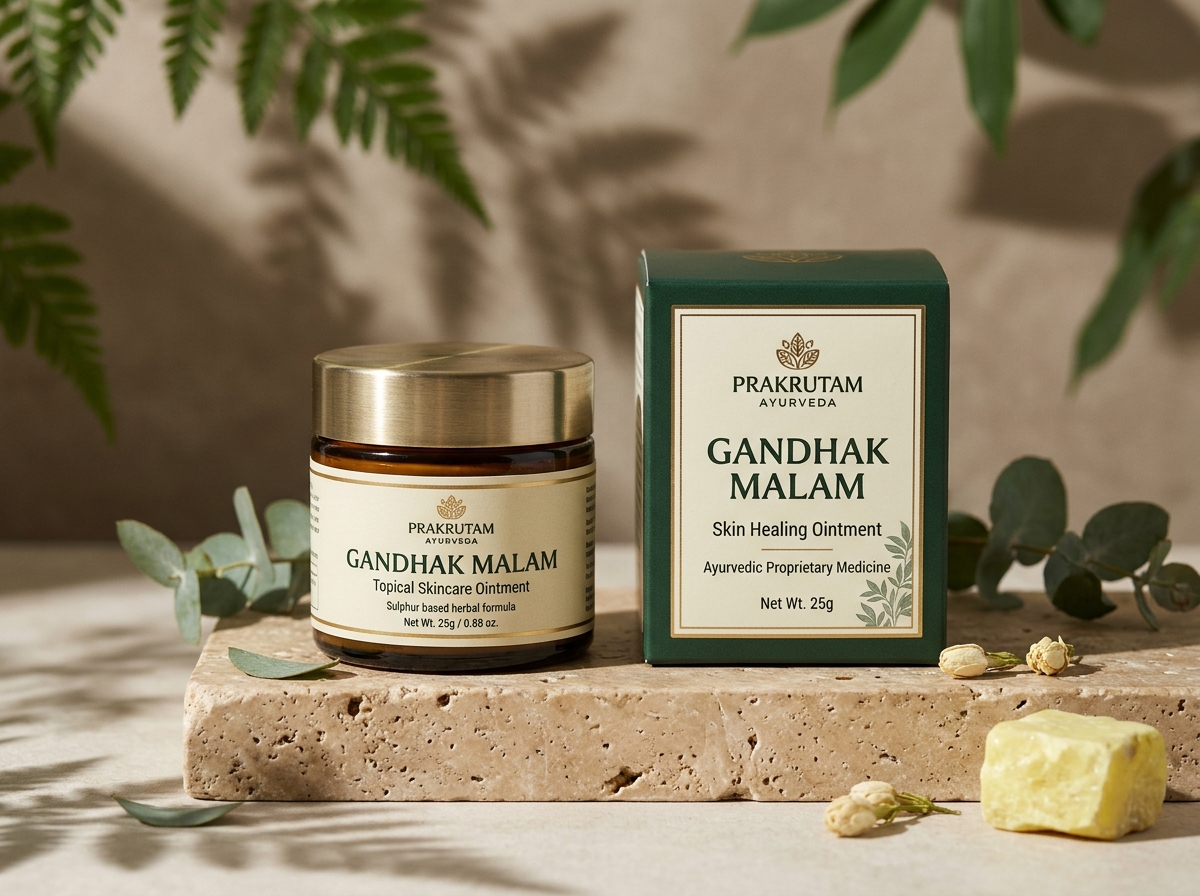 PRAKRUTAM
AYURVSDA
GANDHAK MALAM
Topical Skincare Ointment
Sulphur based herbal formula
Net Wt. 25g / 0.88 oz.
PRAKRUTAM
AYURVEDA
GANDHAK
MALAM
Skin Healing Ointment
Ayurvedic Proprietary Medicine
Net Wt. 25g